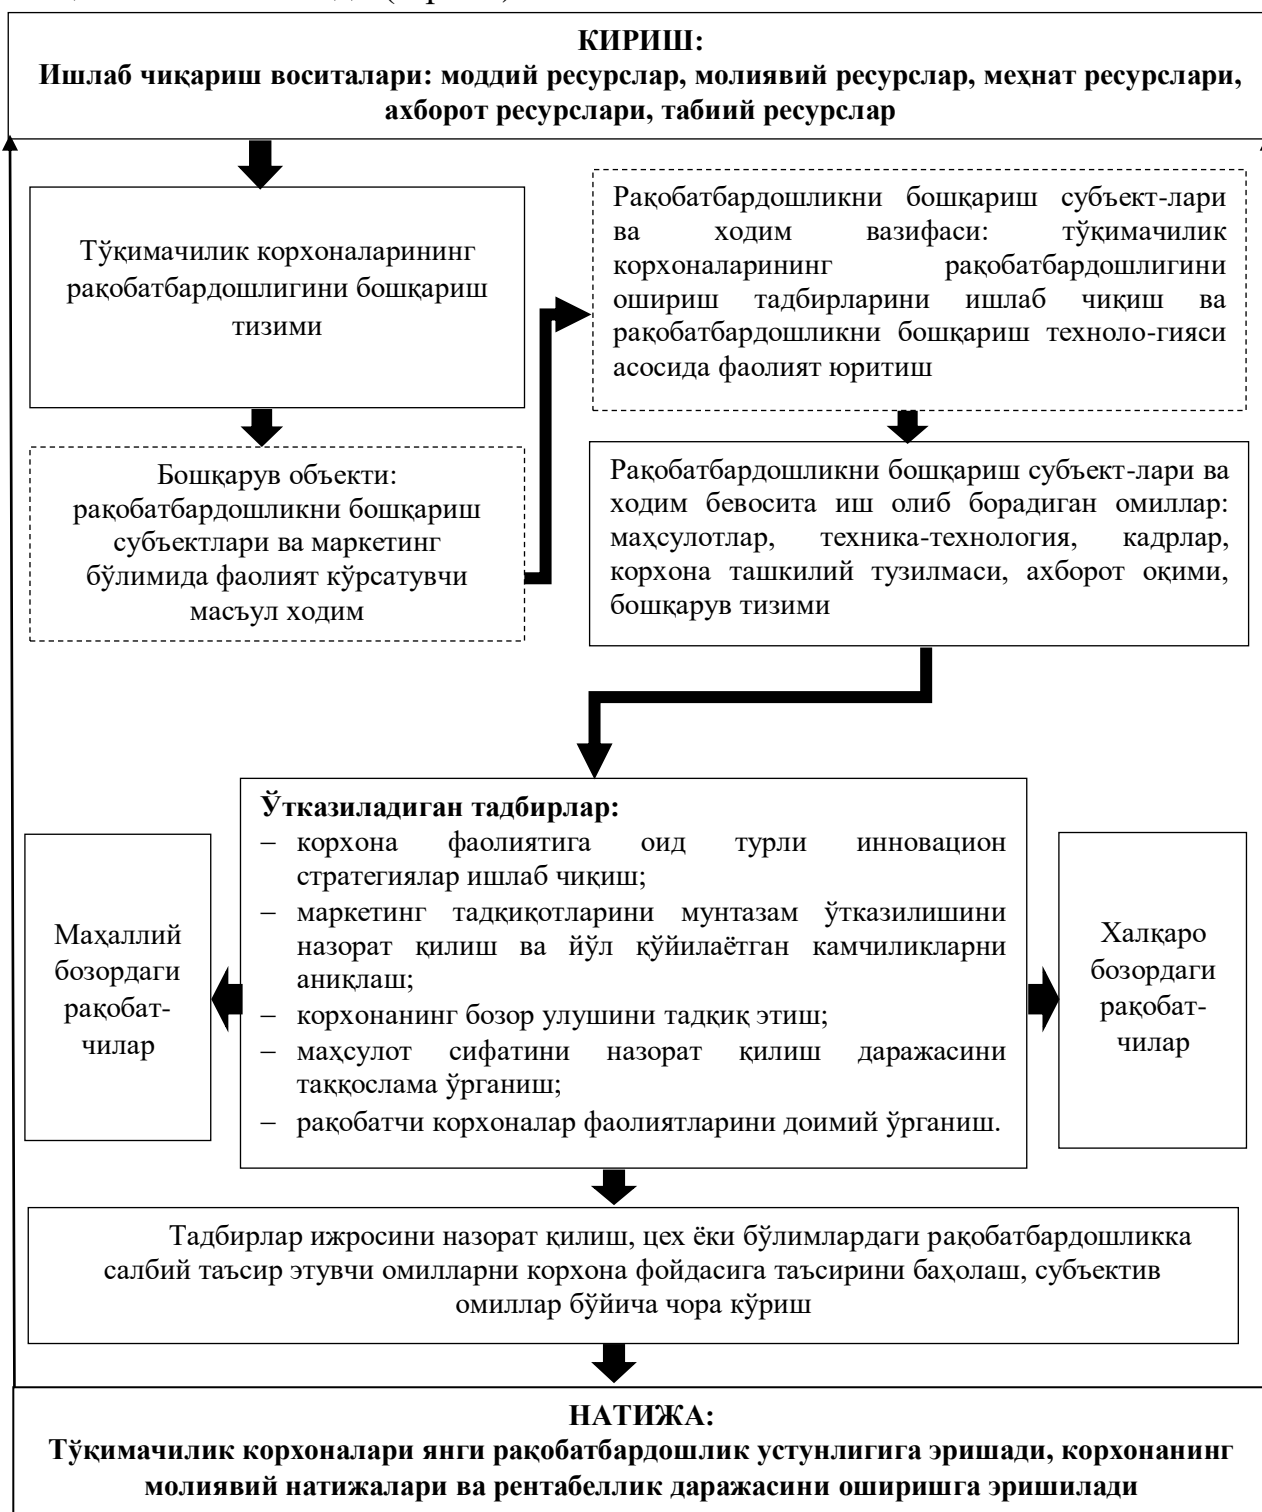 КИРИШ:
Ишлаб чиқариш воситалари: моддий ресурслар, молиявий ресурслар, меҳнат ресурслари,
ахборот ресурслари, табиий ресурслар
Тўқимачилик корхоналарининг
рақобатбардошлигини бошқариш
тизими
Бошқарув объекти:
рақобатбардошликни бошқариш
субъектлари ва маркетинг
бўлимида фаолият кўрсатувчи
масъул ходим
Рақобатбардошликни бошқариш субъект-лари
ва ходим вазифаси: тўқимачилик
корхоналарининг рақобатбардошлигини
ошириш тадбирларини ишлаб чиқиш ва
рақобатбардошликни бошқариш техноло-гияси
асосида фаолият юритиш
Рақобатбардошликни бошқариш субъект-лари ва
ходим бевосита иш олиб борадиган омиллар:
маҳсулотлар, техника-технология, кадрлар,
корхона ташкилий тузилмаси, ахборот оқими,
бошқарув тизими
Ўтказиладиган тадбирлар:
– корхона фаолиятига оид турли инновацион
стратегиялар ишлаб чиқиш;
– маркетинг тадқиқотларини мунтазам ўтказилишини
назорат қилиш ва йўл қўйилаётган камчиликларни
аниқлаш;
– корхонанинг бозор улушини тадқиқ этиш;
– маҳсулот сифатини назорат қилиш даражасини
таққослама ўрганиш;
– рақобатчи корхоналар фаолиятларини доимий ўрганиш.
Маҳаллий
бозордаги
рақобат-
чилар
Халқаро
бозордаги
рақобат-
чилар
Тадбирлар ижросини назорат қилиш, цех ёки бўлимлардаги рақобатбардошликка
салбий таъсир этувчи омилларни корхона фойдасига таъсирини баҳолаш, субъектив
омиллар бўйича чора кўриш
НАТИЖА:
Тўқимачилик корхоналари янги рақобатбардошлик устунлигига эришади, корхонанинг
молиявий натижалари ва рентабеллик даражасини оширишга эришилади